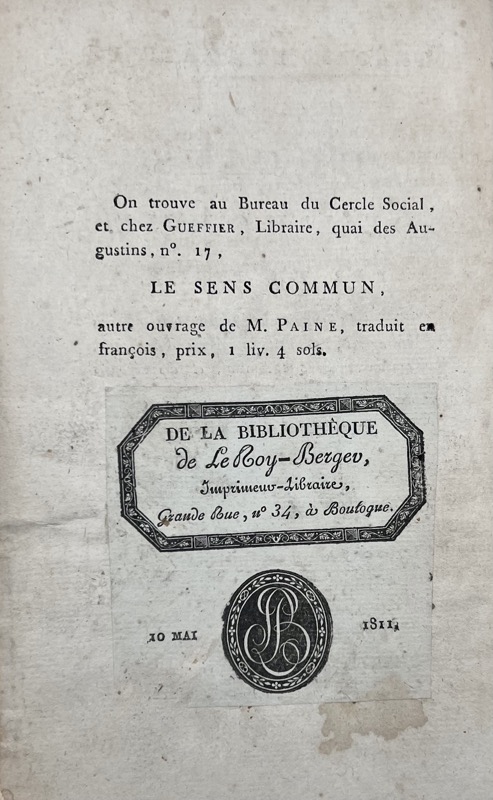 On trouve au Bureau du Cercle Social,
et chez GUEFFIER, Libraire, quai des Au-
gustins, n°. 17,
LE SENS COMMUN,
autre ouvrage de M. PAINE, traduit en
françois, prix, 1 liv. 4 sols.
DE LA BIBLIOTHÈQUE
de Le Roy-Berger,
Imprimeur-Libraire,
Grande Rue, n° 34, à Boulogne.
10 MAI
1811.